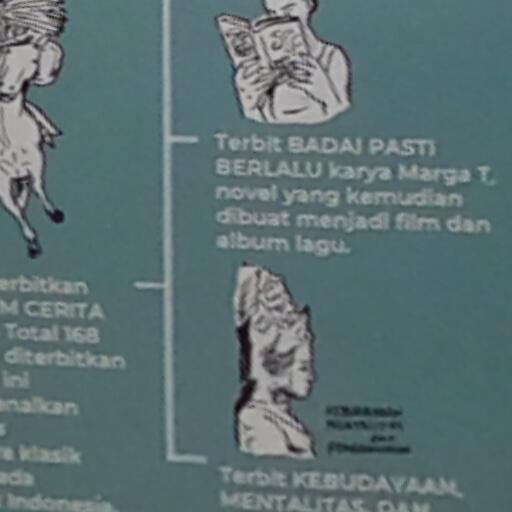 Terbit BADAI PASTI
BERLALU karya Marga T,
novel yang kemudian
dibuat menjadi film dan
album lagu.
erbitkan
M CERITA
Total 168
diterbitkan
ini
enalkan
s
a klasik
ada
Indonesia.
Terbit KEBUDAYAAN,
MENTALITAS, DAN